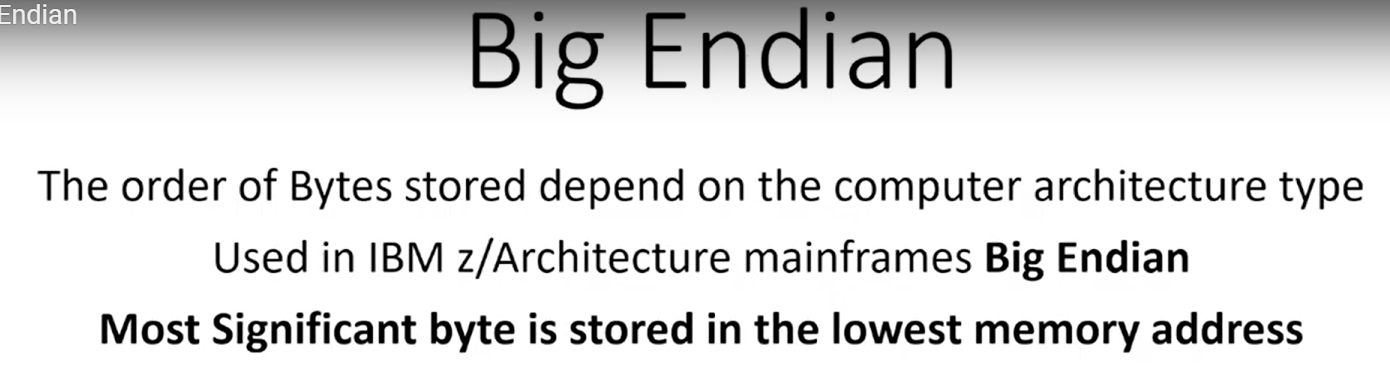 Endian
Big Endian
The order of Bytes stored depend on the computer architecture type
Used in IBM z/Architecture mainframes Big Endian
Most Significant byte is stored in the lowest memory address